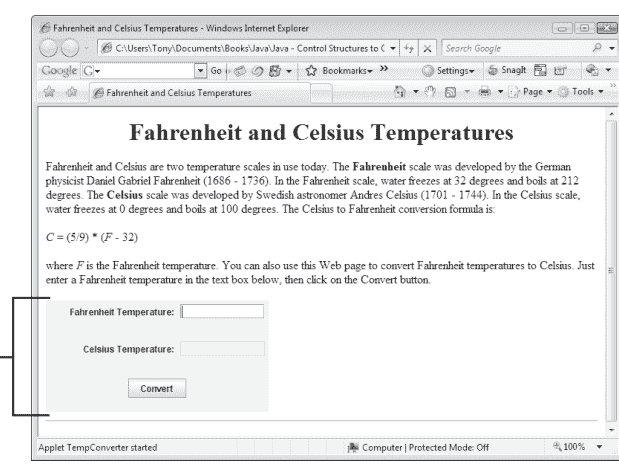 Fahrenheit and Celsius Temperatures - Windows Internet Explorer
C:\Users\Tony\Documents\Books\Java\Java - Control Structures to C
Search Google
Google
Go
Bookmarks
Settings
SnagIt
Fahrenheit and Celsius Temperatures
Page
Tools
Fahrenheit and Celsius Temperatures
Fahrenheit and Celsius are two temperature scales in use today. The Fahrenheit scale was developed by the German
physicist Daniel Gabriel Fahrenheit (1686 - 1736). In the Fahrenheit scale, water freezes at 32 degrees and boils at 212
degrees. The Celsius scale was developed by Swedish astronomer Andres Celsius (1701 - 1744). In the Celsius scale,
water freezes at 0 degrees and boils at 100 degrees. The Celsius to Fahrenheit conversion formula is:
C = (5/9) * (F - 32)
where F is the Fahrenheit temperature. You can also use this Web page to convert Fahrenheit temperatures to Celsius. Just
enter a Fahrenheit temperature in the text box below, then click on the Convert button.
Fahrenheit Temperature:
Celsius Temperature:
Convert
Applet TempConverter started
Computer | Protected Mode: Off
100%